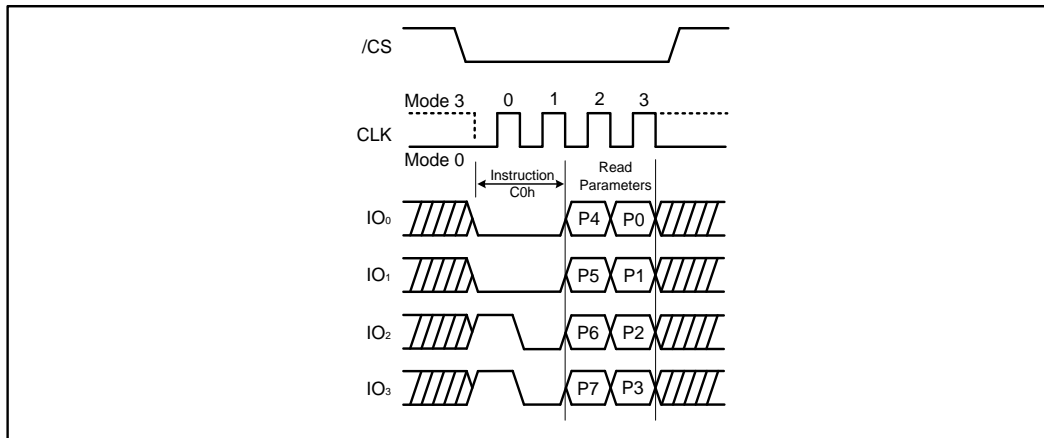 /CS
Mode 3 0 1 2 3
CLK
Mode 0
Instruction
C0h
Read
Parameters
IO₀ P4 P0
IO₁ P5 P1
IO₂ P6 P2
IO₃ P7 P3